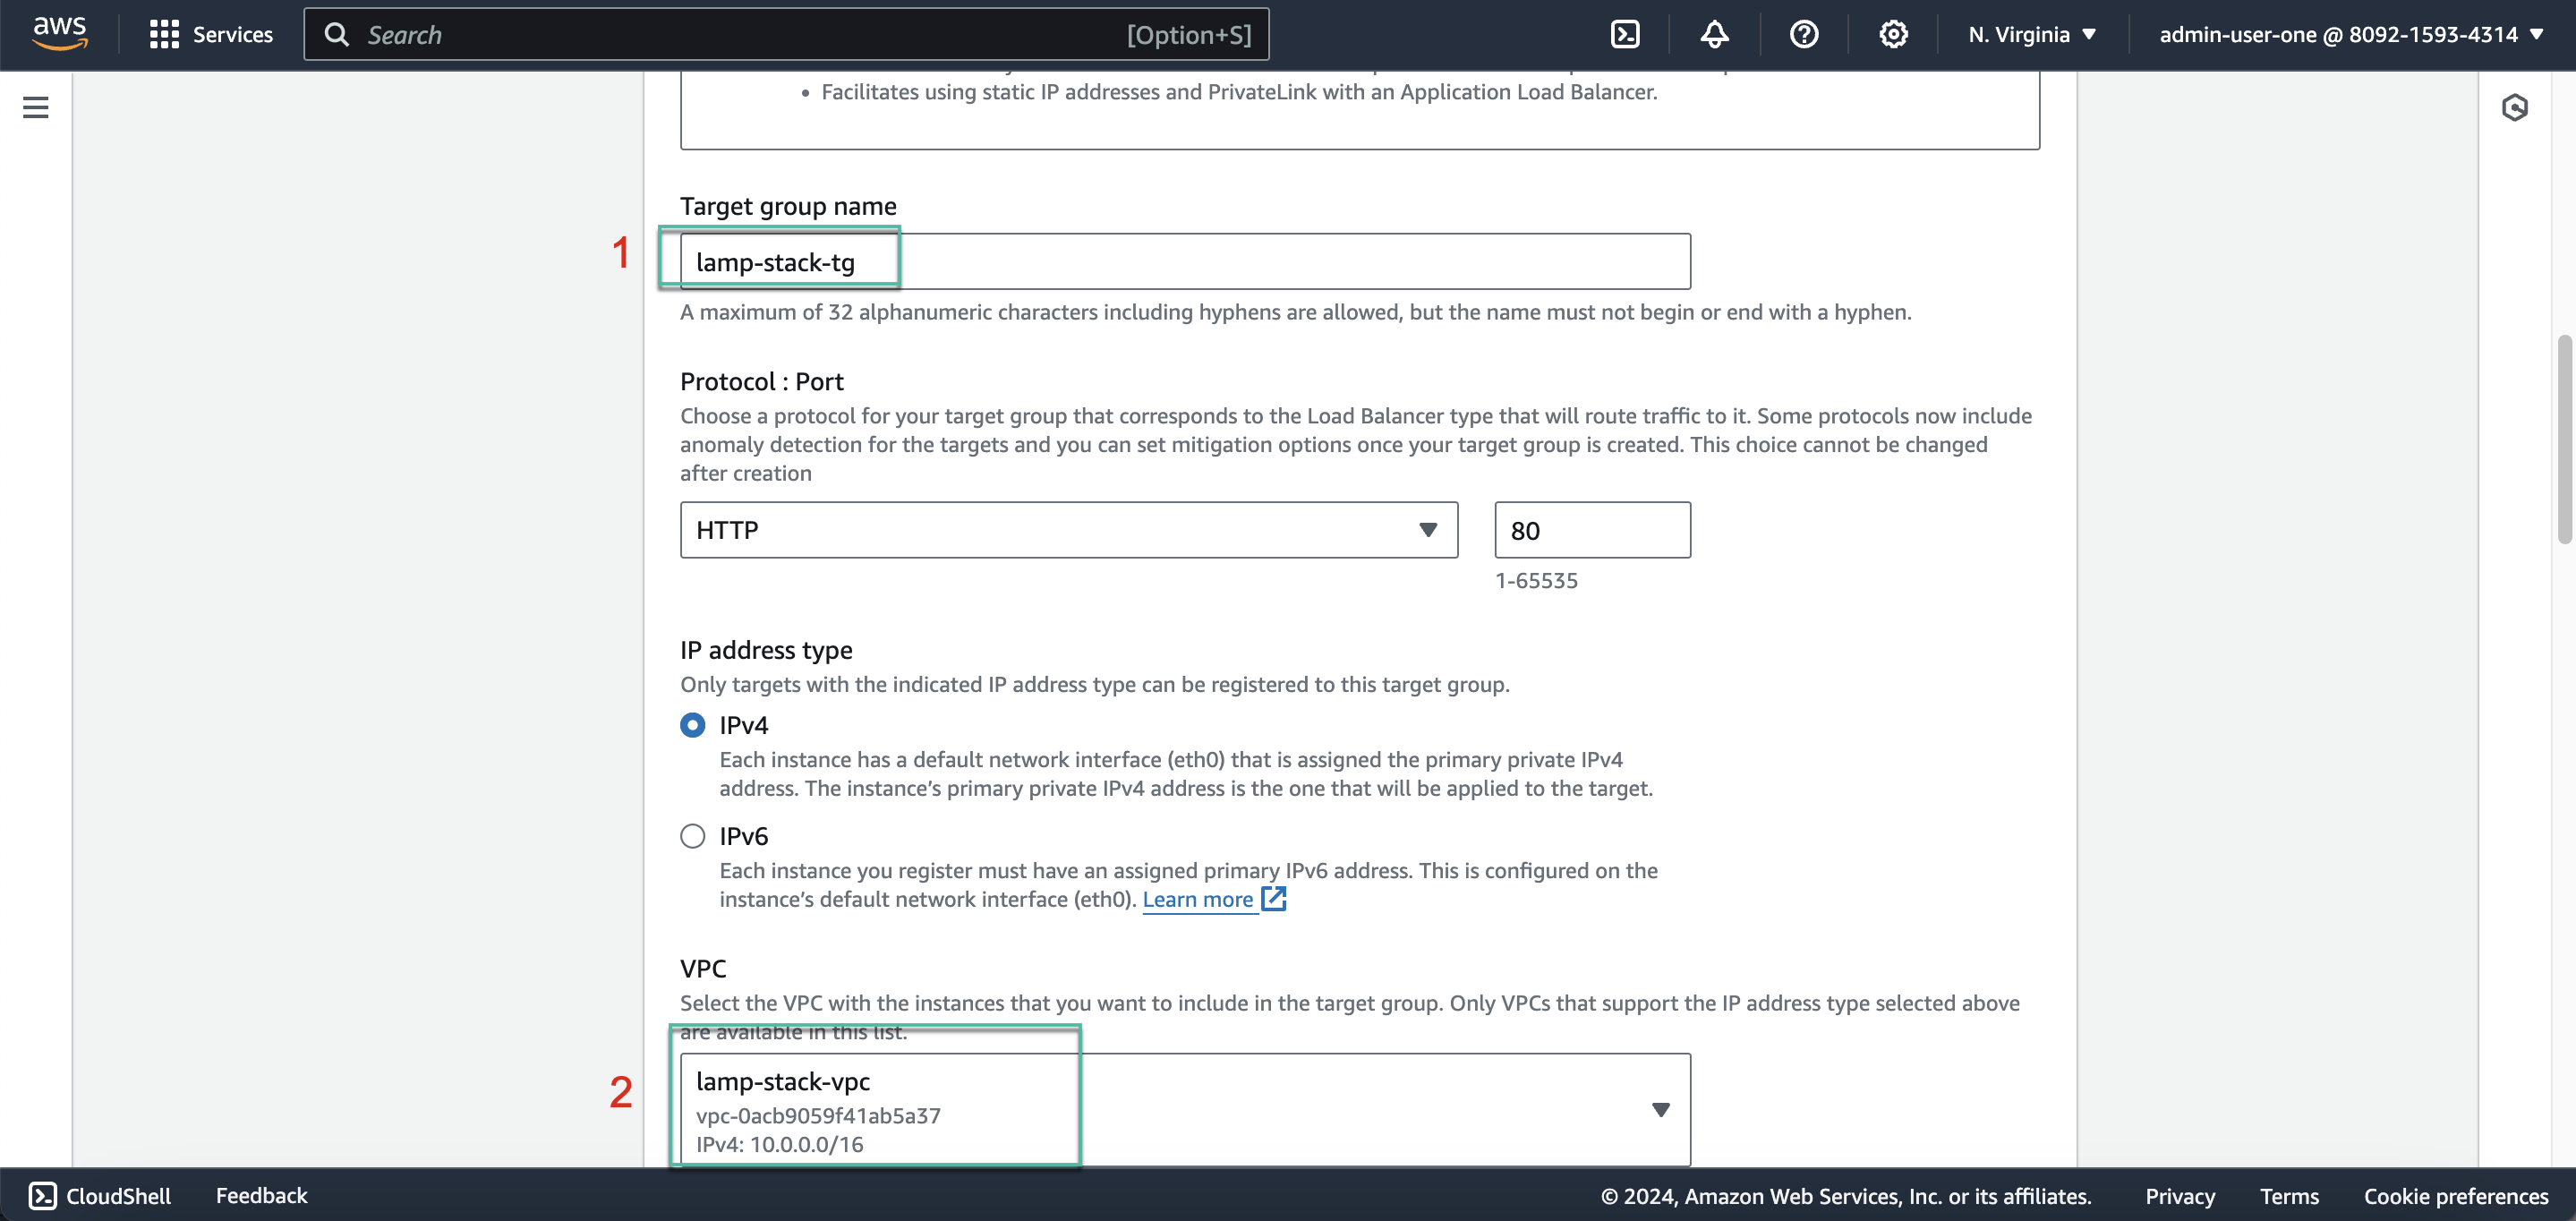 aws
Services
Search
[Option+S]
N. Virginia
admin-user-one @ 8092-1593-4314
Facilitates using static IP addresses and PrivateLink with an Application Load Balancer.
Target group name
1
lamp-stack-tg
A maximum of 32 alphanumeric characters including hyphens are allowed, but the name must not begin or end with a hyphen.
Protocol : Port
Choose a protocol for your target group that corresponds to the Load Balancer type that will route traffic to it. Some protocols now include
anomaly detection for the targets and you can set mitigation options once your target group is created. This choice cannot be changed
after creation
HTTP
80
1-65535
IP address type
Only targets with the indicated IP address type can be registered to this target group.
IPv4
Each instance has a default network interface (eth0) that is assigned the primary private IPv4
address. The instance’s primary private IPv4 address is the one that will be applied to the target.
IPv6
Each instance you register must have an assigned primary IPv6 address. This is configured on the
instance’s default network interface (eth0). Learn more
VPC
Select the VPC with the instances that you want to include in the target group. Only VPCs that support the IP address type selected above
are available in this list.
2
lamp-stack-vpc
vpc-0acb9059f41ab5a37
IPv4: 10.0.0.0/16
CloudShell
Feedback
© 2024, Amazon Web Services, Inc. or its affiliates.
Privacy
Terms
Cookie preferences